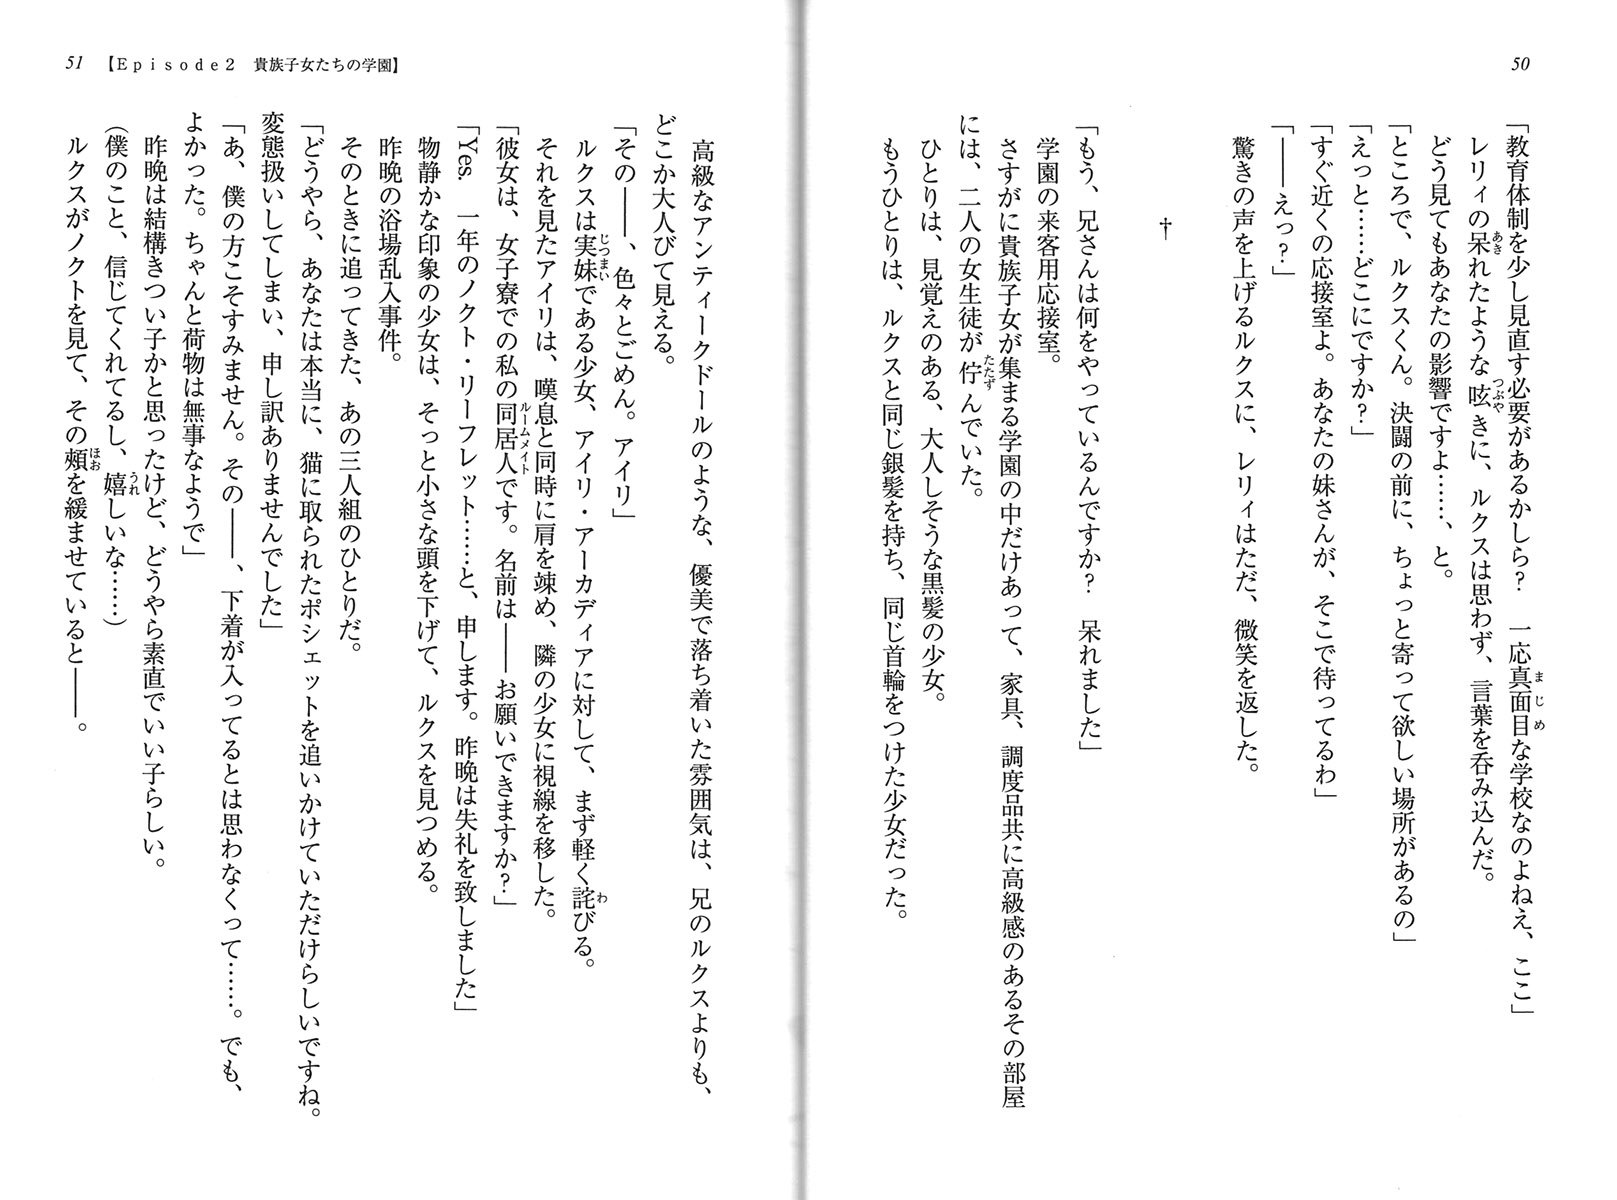 50
「教育体制を少し見直す必要があるかしら？　一応真面目な学校なのよねえ、ここ」
レリィの呆れたような呟きに、ルクスは思わず、言葉を呑み込んだ。
どう見てもあなたの影響ですよ……、と。
「ところで、ルクスくん。決闘の前に、ちょっと寄って欲しい場所があるの」
「えっと……どこにですか？」
「すぐ近くの応接室よ。あなたの妹さんが、そこで待ってるわ」
「――えっ？」
驚きの声を上げるルクスに、レリィはただ、微笑を返した。
†
「もう、兄さんは何をやっているんですか？　呆れました」
学園の来客用応接室。
さすがに貴族子女が集まる学園の中だけあって、家具、調度品共に高級感のあるその部屋
には、二人の女生徒が佇んでいた。
ひとりは、見覚えのある、大人しそうな黒髪の少女。
もうひとりは、ルクスと同じ銀髪を持ち、同じ首輪をつけた少女だった。
51 【Ｅｐｉｓｏｄｅ２　貴族子女たちの学園】
高級なアンティークドールのような、優美で落ち着いた雰囲気は、兄のルクスよりも、
どこか大人びて見える。
「その――、色々とごめん。アイリ」
ルクスは実妹である少女、アイリ・アーカディアに対して、まず軽く詫びる。
それを見たアイリは、嘆息と同時に肩を竦め、隣の少女に視線を移した。
「彼女は、女子寮での私の同居人です。名前は――お願いできますか？」
「Yes　一年のノクト・リーフレット……と、申します。昨晩は失礼を致しました」
物静かな印象の少女は、そっと小さな頭を下げて、ルクスを見つめる。
昨晩の浴場乱入事件。
そのときに追ってきた、あの三人組のひとりだ。
「どうやら、あなたは本当に、猫に取られたポシェットを追いかけていただけらしいですね。
変態扱いしてしまい、申し訳ありませんでした」
「あ、僕の方こそすみません。その――、下着が入ってるとは思わなくって……。でも、
よかった。ちゃんと荷物は無事なようで」
昨晩は結構きつい子かと思ったけど、どうやら素直でいい子らしい。
（僕のこと、信じてくれてるし、嬉しいな……）
ルクスがノクトを見て、その頰を緩ませていると――。